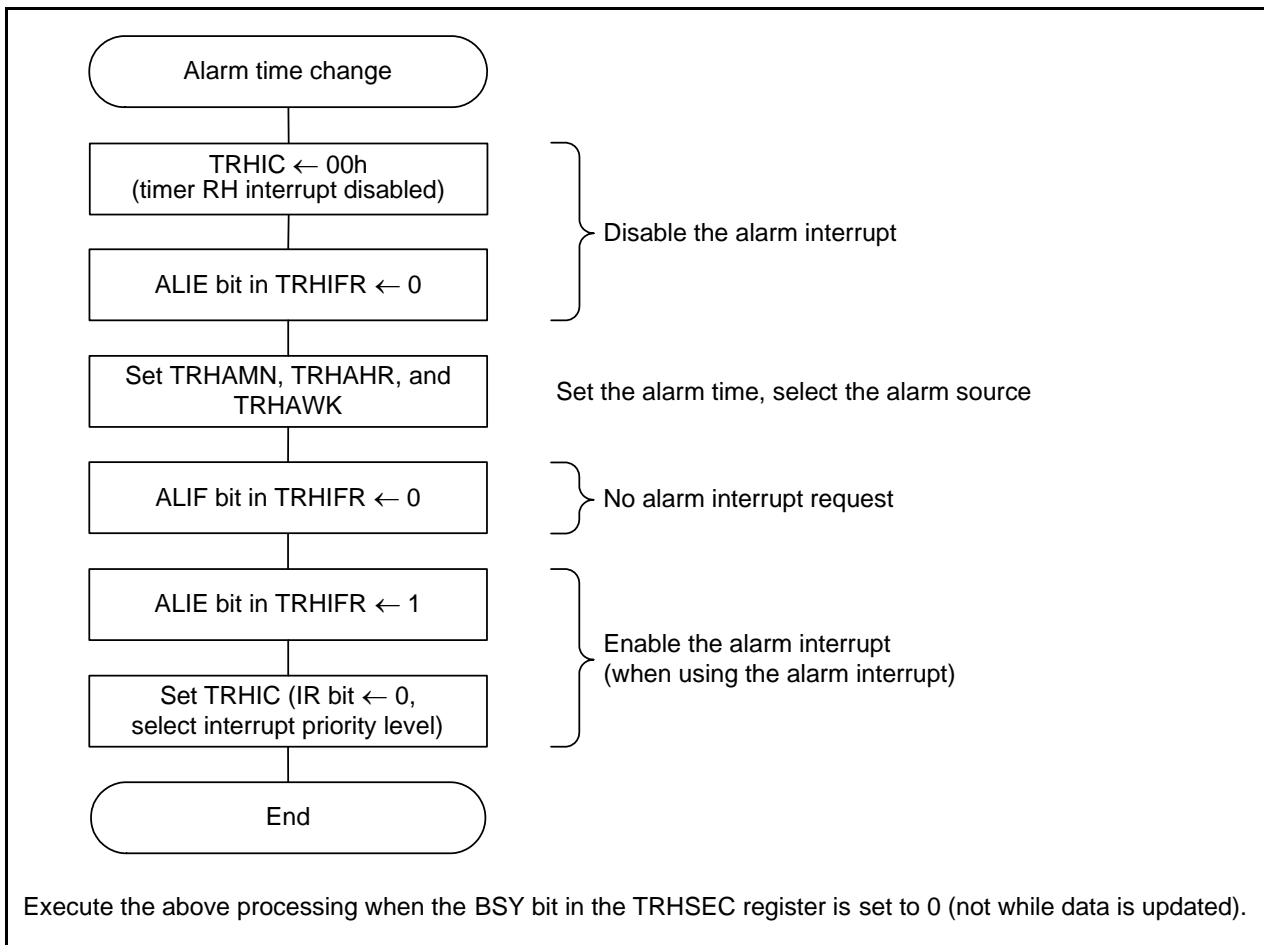 Alarm time change
TRHIC ← 00h
(timer RH interrupt disabled)
Disable the alarm interrupt
ALIE bit in TRHIFR ← 0
Set TRHAMN, TRHAHR, and
TRHAWK
Set the alarm time, select the alarm source
ALIF bit in TRHIFR ← 0
No alarm interrupt request
ALIE bit in TRHIFR ← 1
Enable the alarm interrupt
(when using the alarm interrupt)
Set TRHIC (IR bit ← 0,
select interrupt priority level)
End
Execute the above processing when the BSY bit in the TRHSEC register is set to 0 (not while data is updated).